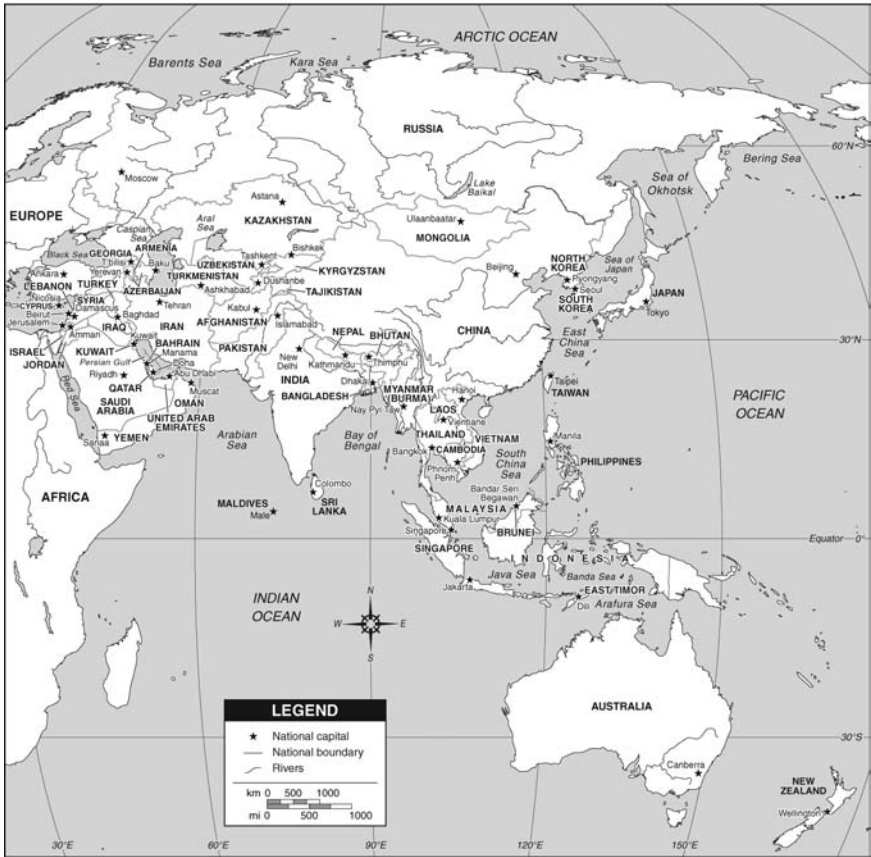 ARCTIC OCEAN
Barents Sea
Kara Sea
RUSSIA
Bering Sea
60°N
Sea of
Okhotsk
Moscow
Lake
Baikal
Astana
EUROPE
Aral
Sea
KAZAKHSTAN
Ulaanbaatar
MONGOLIA
Caspian
Sea
ARMENIA
Black Sea
GEORGIA
T'bilisi
Baku
Tashkent
Bishkek
UZBEKISTAN
KYRGYZSTAN
Beijing
NORTH
KOREA
Sea of
Japan
Ankara
Yerevan
TURKMENISTAN
Dushanbe
Pyongyang
LEBANON
TURKEY
AZERBAIJAN
Ashkhabad
TAJIKISTAN
Seoul
SOUTH
KOREA
JAPAN
Nicosia
CYPRUS
SYRIA
Damascus
Tehran
Kabul
Tokyo
Beirut
Baghdad
AFGHANISTAN
Islamabad
CHINA
Jerusalem
IRAQ
IRAN
NEPAL
BHUTAN
East
China
Sea
30°N
Amman
Kuwait
ISRAEL
KUWAIT
BAHRAIN
PAKISTAN
JORDAN
Persian Gulf
Manama
New
Delhi
Kathmandu
Thimphu
Doha
Riyadh
Abu Dhabi
INDIA
Dhaka
MYANMAR
(BURMA)
Hanoi
Taipei
TAIWAN
QATAR
Muscat
BANGLADESH
PACIFIC
OCEAN
Red Sea
SAUDI
ARABIA
OMAN
Nay Pyi Taw
LAOS
UNITED ARAB
EMIRATES
Vientiane
Sanaa
YEMEN
Arabian
Sea
Bay of
Bengal
THAILAND
VIETNAM
Manila
Bangkok
CAMBODIA
South
China
Sea
PHILIPPINES
Phnom
Penh
AFRICA
Colombo
Bandar Seri
Begawan
MALDIVES
SRI
LANKA
MALAYSIA
Male
Kuala Lumpur
Singapore
BRUNEI
Equator
0°
SINGAPORE
INDONESIA
Java Sea
Banda Sea
Jakarta
EAST TIMOR
INDIAN
OCEAN
Dili
Arafura Sea
N
W
E
S
AUSTRALIA
LEGEND
National capital
National boundary
Rivers
km 0 500 1000
mi 0 500 1000
30°S
Canberra
NEW
ZEALAND
Wellington
30°E
60°E
90°E
120°E
150°E